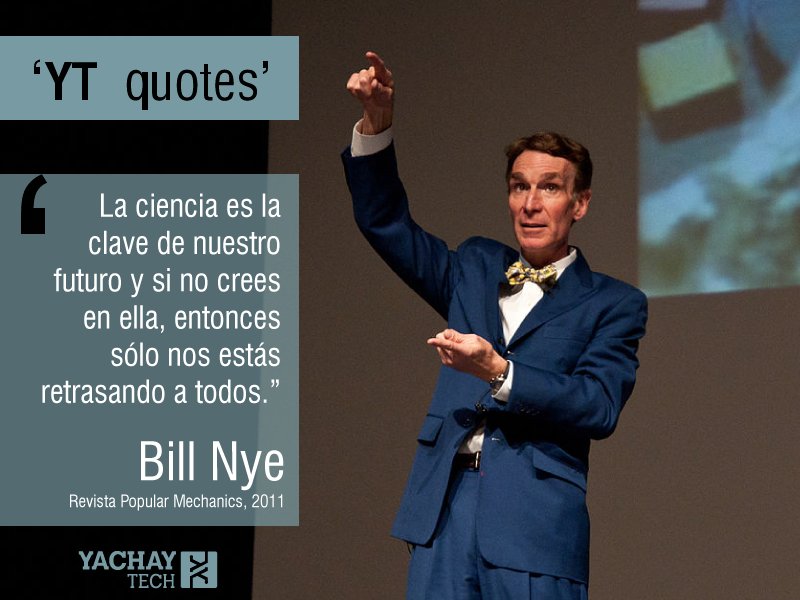 ‘YT quotes’
‘
La ciencia es la
clave de nuestro
futuro y si no crees
en ella, entonces
sólo nos estás
retrasando a todos.”
Bill Nye
Revista Popular Mechanics, 2011
YACHAY
TECH